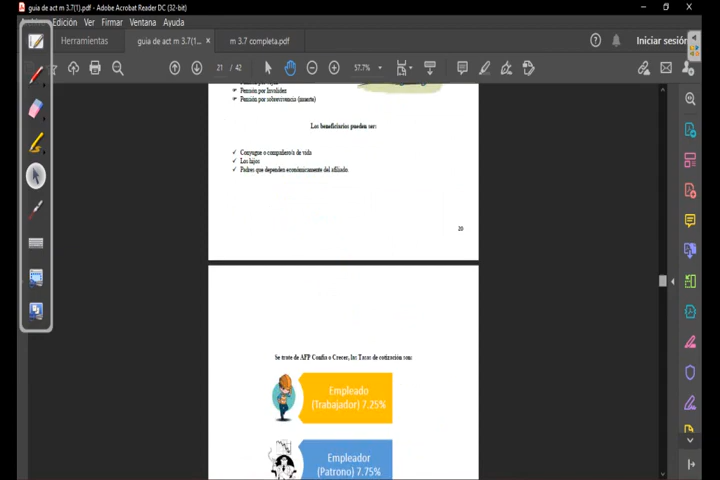 guia de act m 3.7(1).pdf - Adobe Acrobat Reader DC (32-bit)
Edición Ver Firmar Ventana Ayuda
Herramientas guia de act m 3.7(1... × m 3.7 completa.pdf Iniciar sesión
21 / 42 57.7%
Pensión por Invalidez
Pensión por sobrevivencia (muerte)
Los beneficiarios pueden ser:
Conyugue o compañero/a de vida
Los hijos
Padres que dependen económicamente del afiliado.
20
Se trate de AFP Confía o Crecer, las Tasas de cotización son:
Empleado
(Trabajador) 7.25%
Empleador
(Patrono) 7.75%